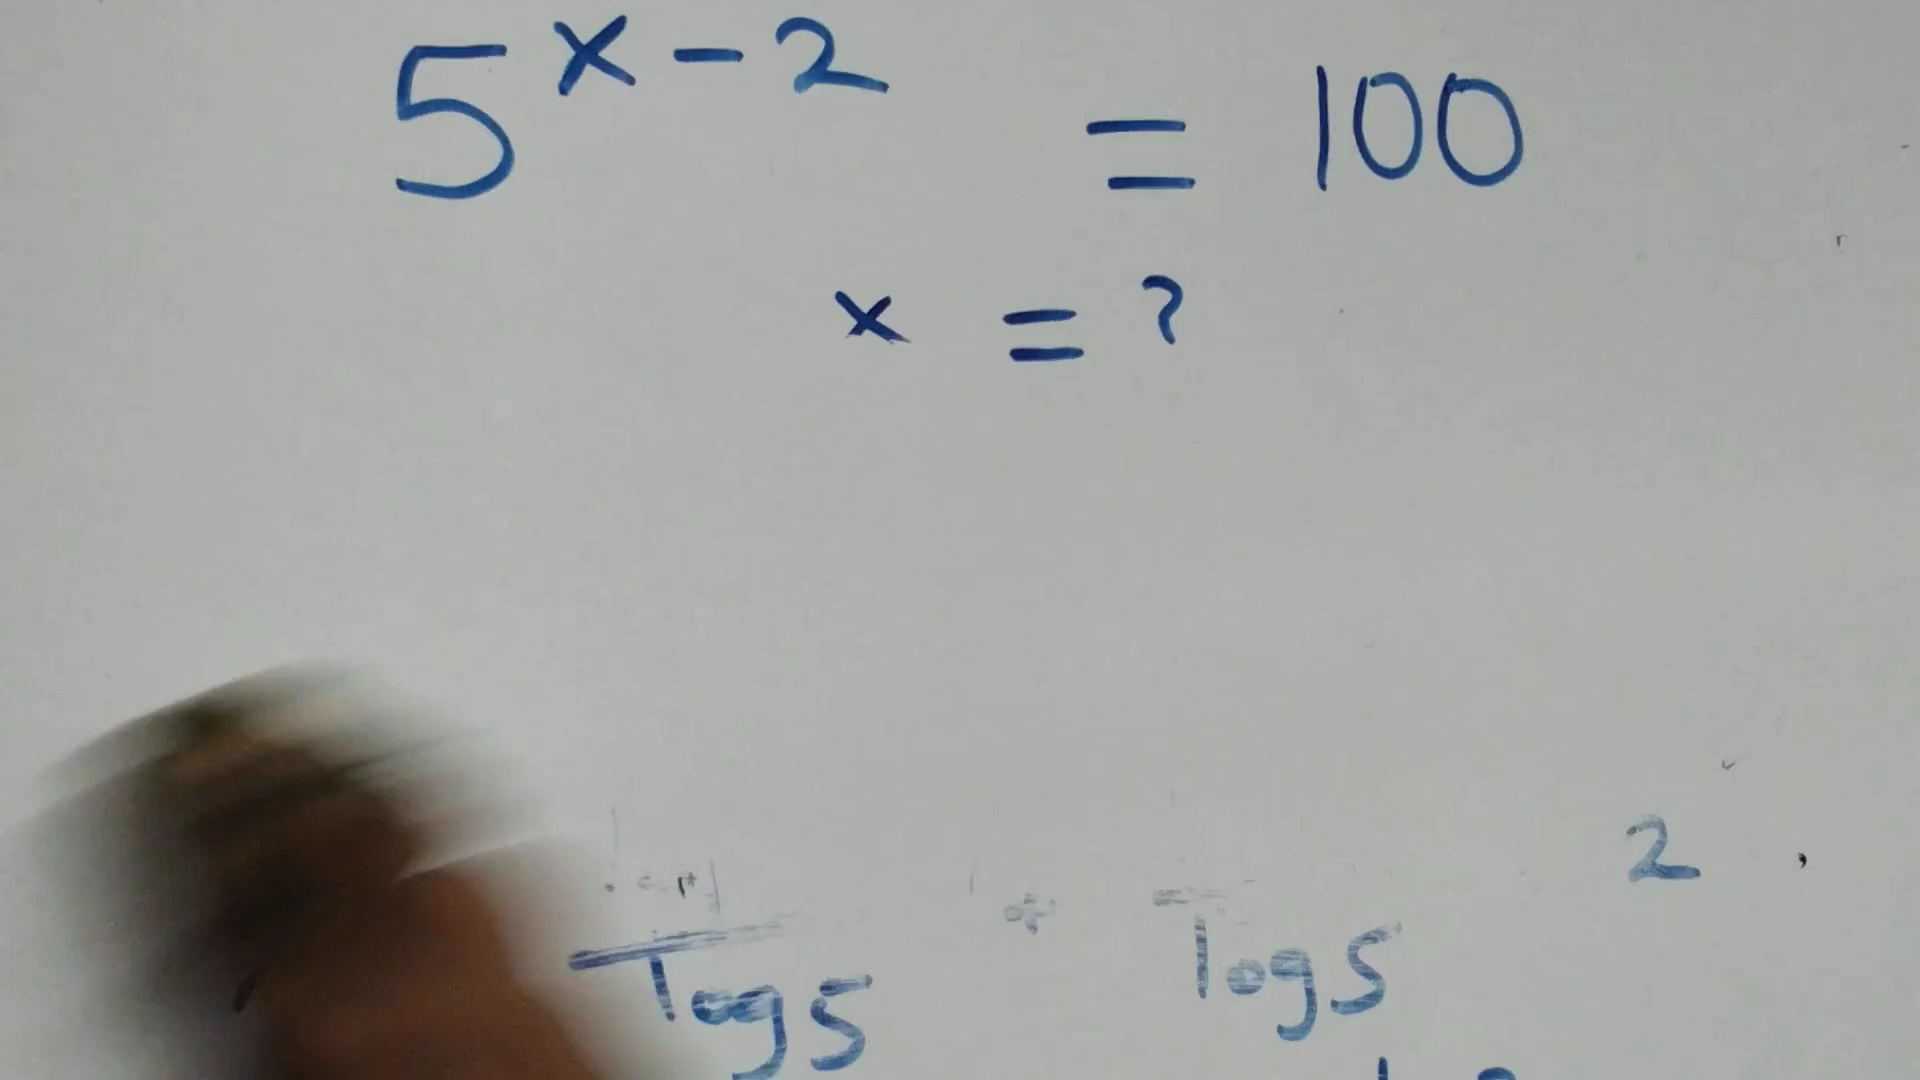 5^{x-2} = 100
x = ?
2
log5 log5